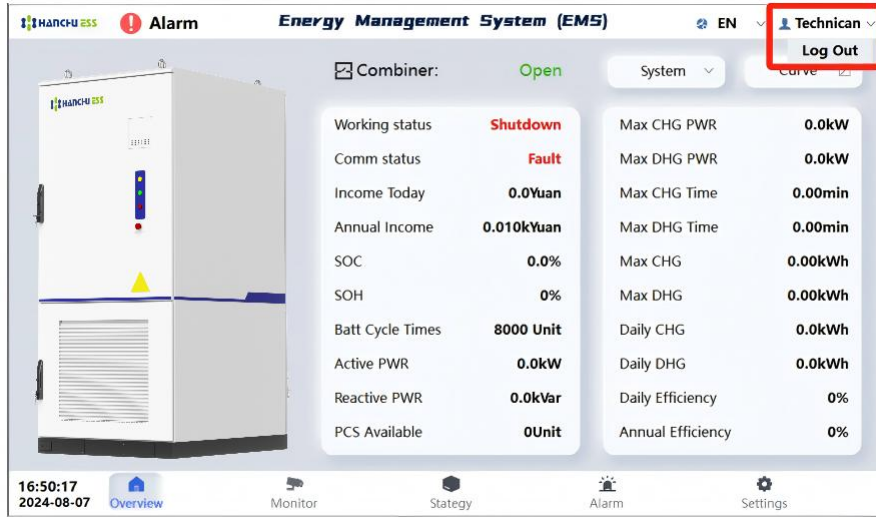 HANCHU ESS Alarm Energy Management System (EMS) EN Technican
Log Out
Combiner: Open System Curve
HANCHU ESS
Working status Shutdown Max CHG PWR 0.0kW
Comm status Fault Max DHG PWR 0.0kW
Income Today 0.0Yuan Max CHG Time 0.00min
Annual Income 0.010kYuan Max DHG Time 0.00min
SOC 0.0% Max CHG 0.00kWh
SOH 0% Max DHG 0.00kWh
Batt Cycle Times 8000 Unit Daily CHG 0.0kWh
Active PWR 0.0kW Daily DHG 0.0kWh
Reactive PWR 0.0kVar Daily Efficiency 0%
PCS Available 0Unit Annual Efficiency 0%
16:50:17
2024-08-07 Overview Monitor Stategy Alarm Settings